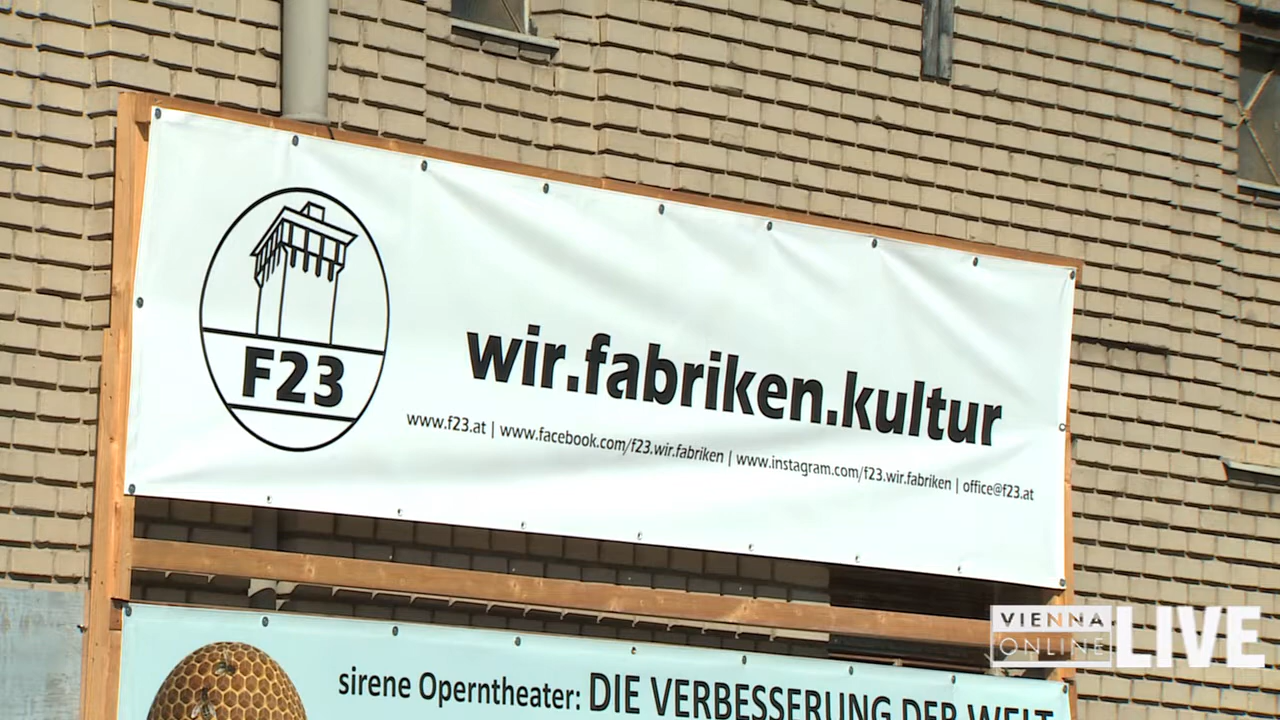 F23
wir.fabriken.kultur
www.f23.at | www.facebook.com/f23.wir.fabriken | www.instagram.com/f23.wir.fabriken | office@f23.at
sirene Operntheater: DIE VERBESSERUNG DER WELT
VIENNA
ONLINE
LIVE